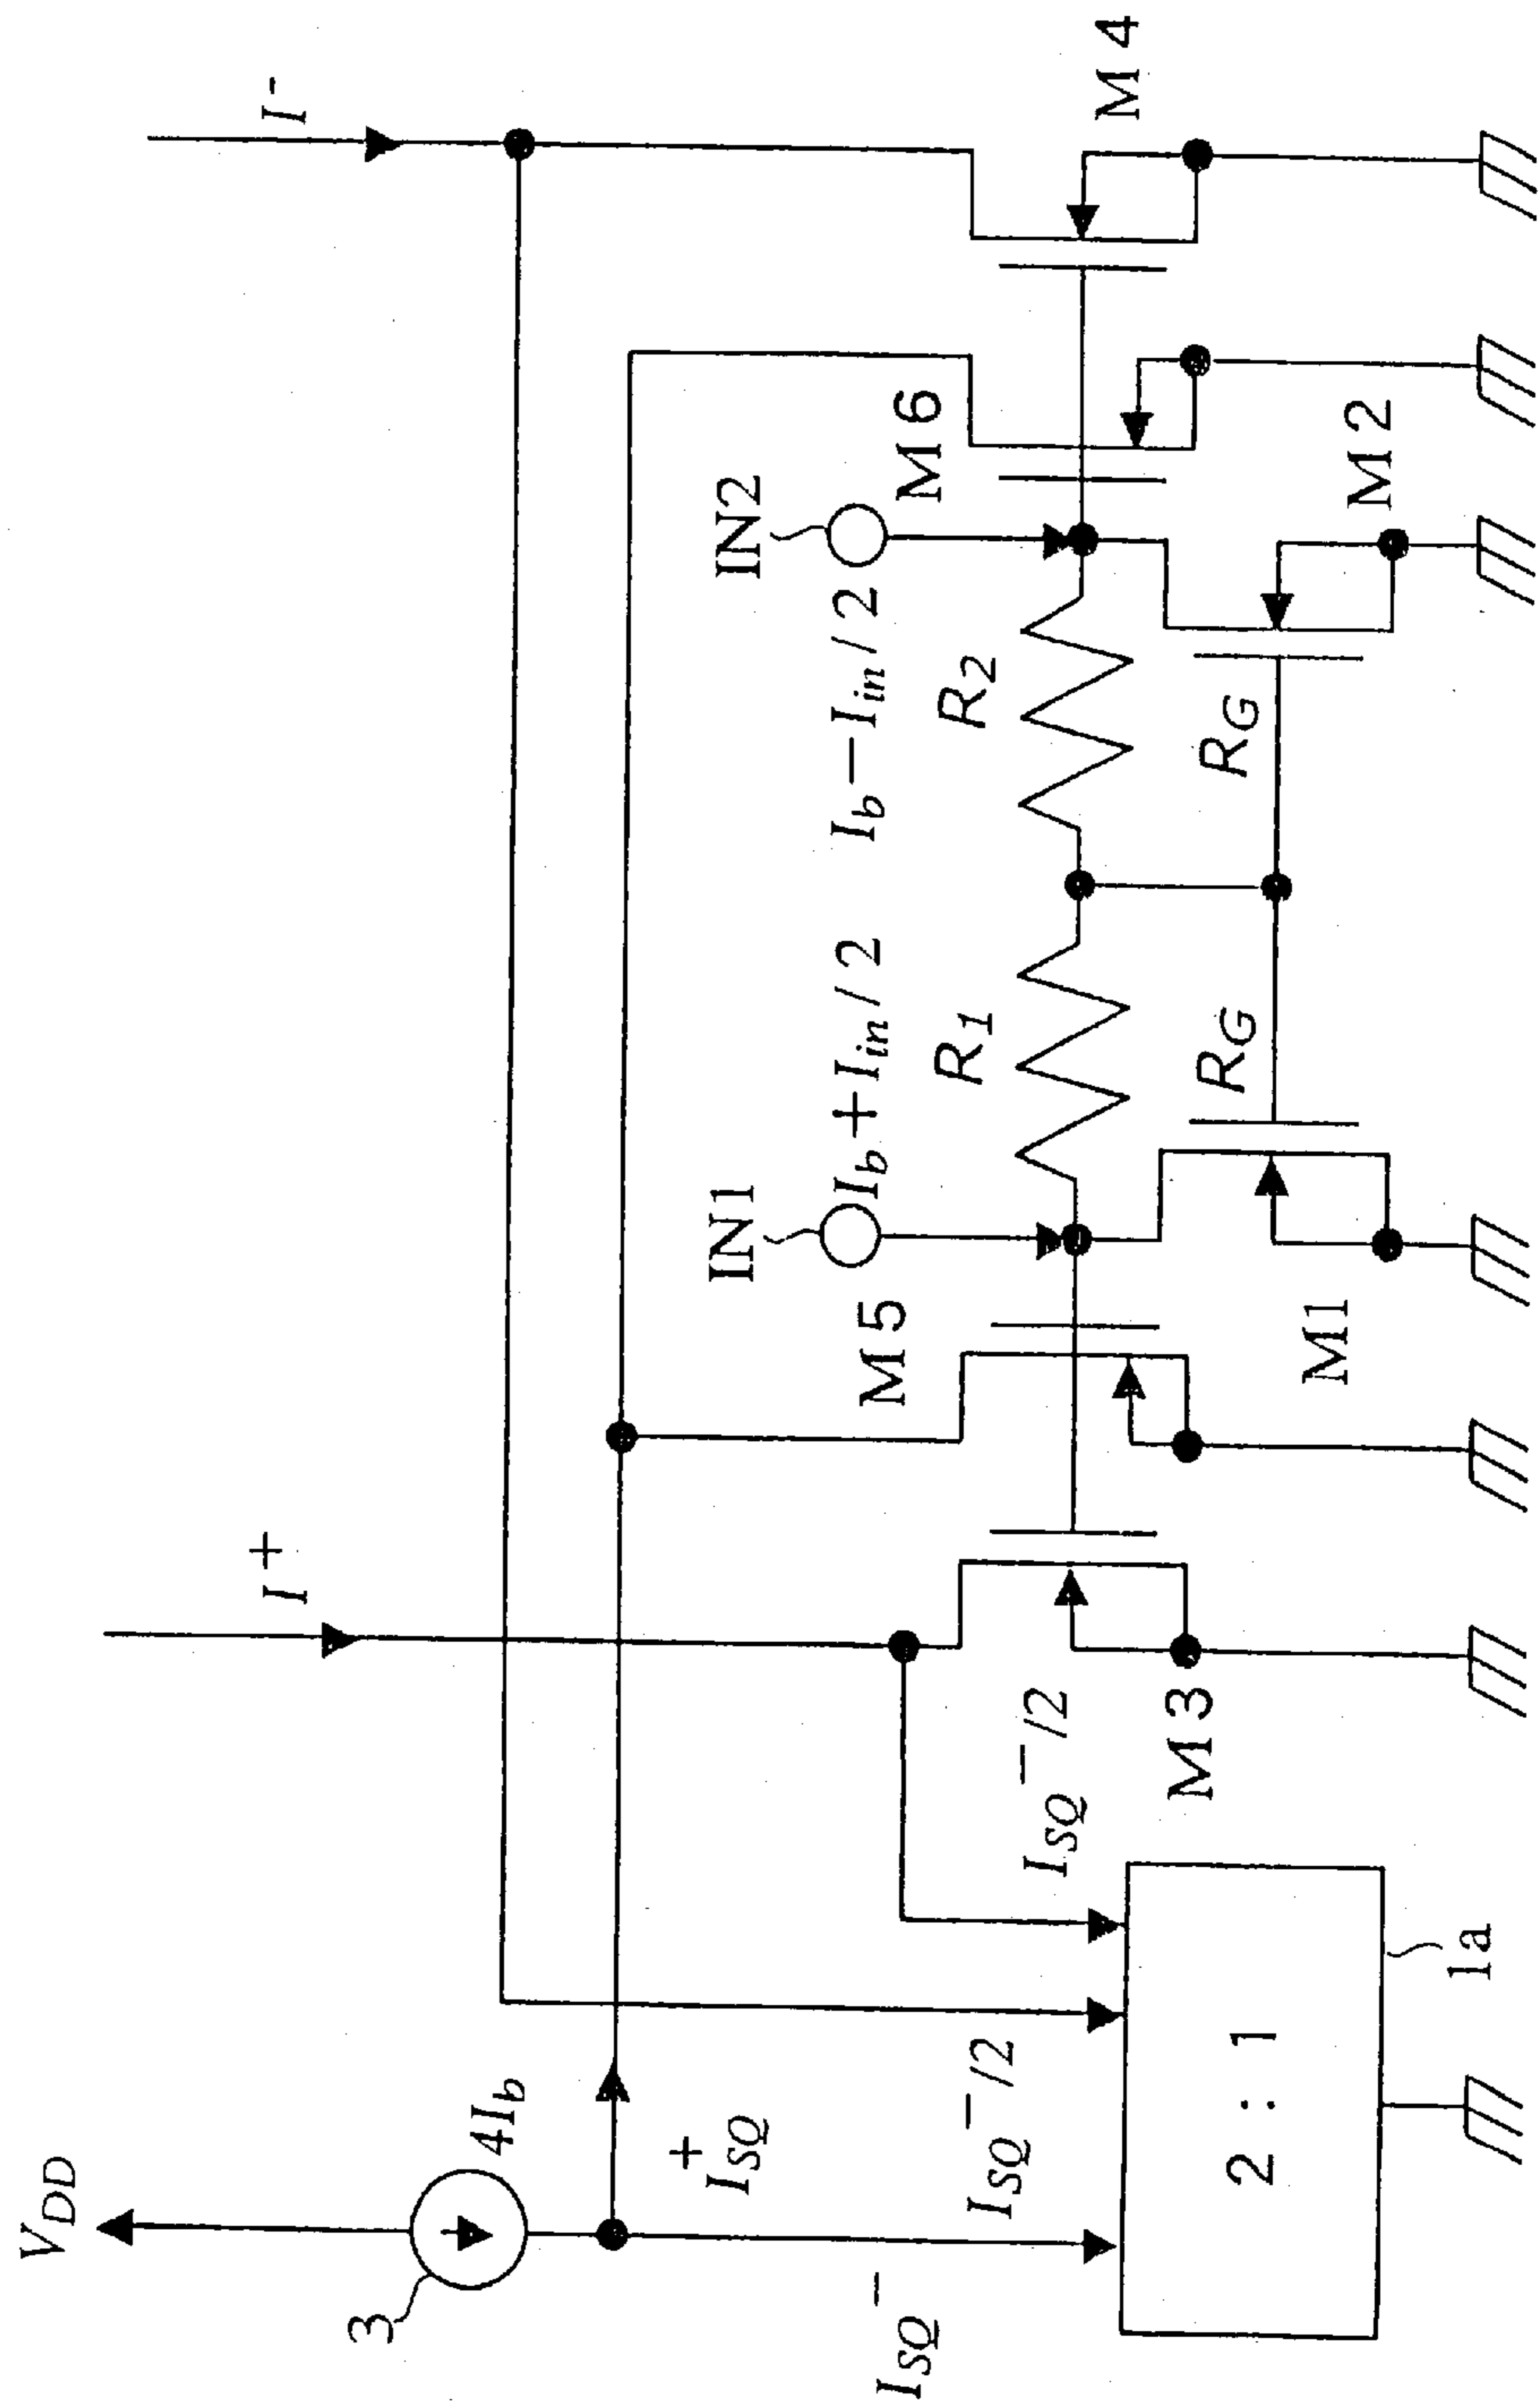 V_DD
3
4I_b
I_SQ^+
I_SQ^-
I_SQ^-/2
I_SQ^-/2
2 : 1
1a
I^+
I^-
M3
M5
IN1
I_b+I_in/2
R_1
R_G
M1
IN2
I_b-I_in/2
R_2
R_G
M2
M6
M4